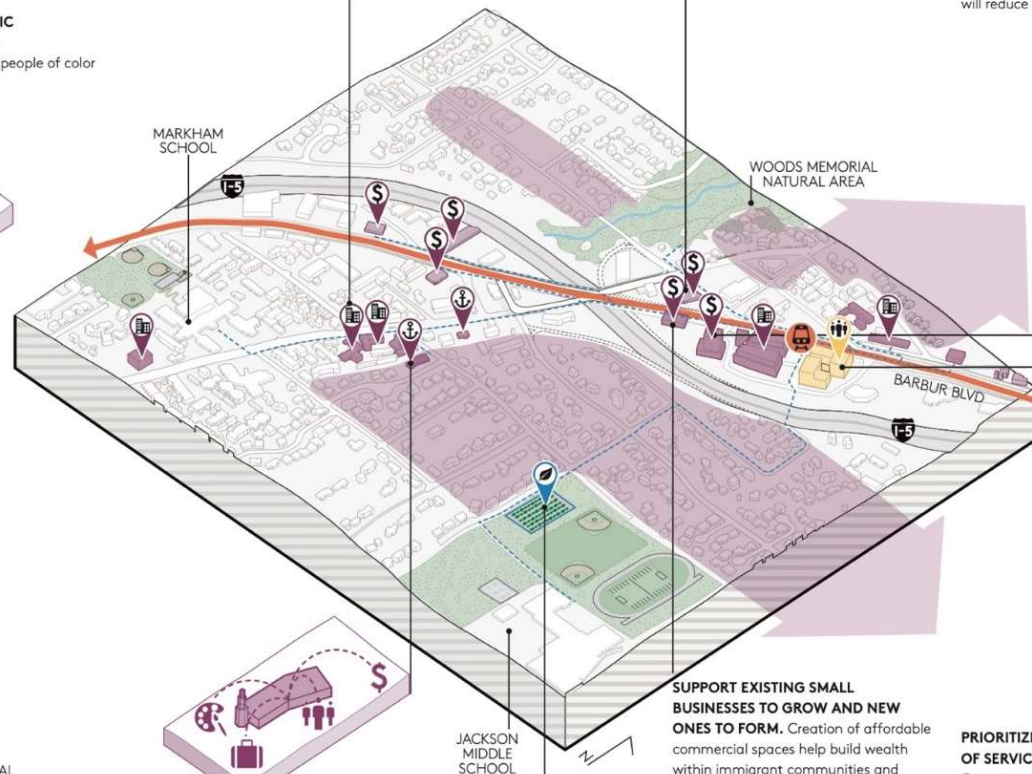 IC
people of color
will reduce
MARKHAM
SCHOOL
I-5
WOODS MEMORIAL
NATURAL AREA
$
$
$
$
$
$
BARBUR BLVD
I-5
$
N
JACKSON
MIDDLE
SCHOOL
SUPPORT EXISTING SMALL
BUSINESSES TO GROW AND NEW
ONES TO FORM. Creation of affordable
commercial spaces help build wealth
within immigrant communities and
PRIORITIZE
OF SERVIC